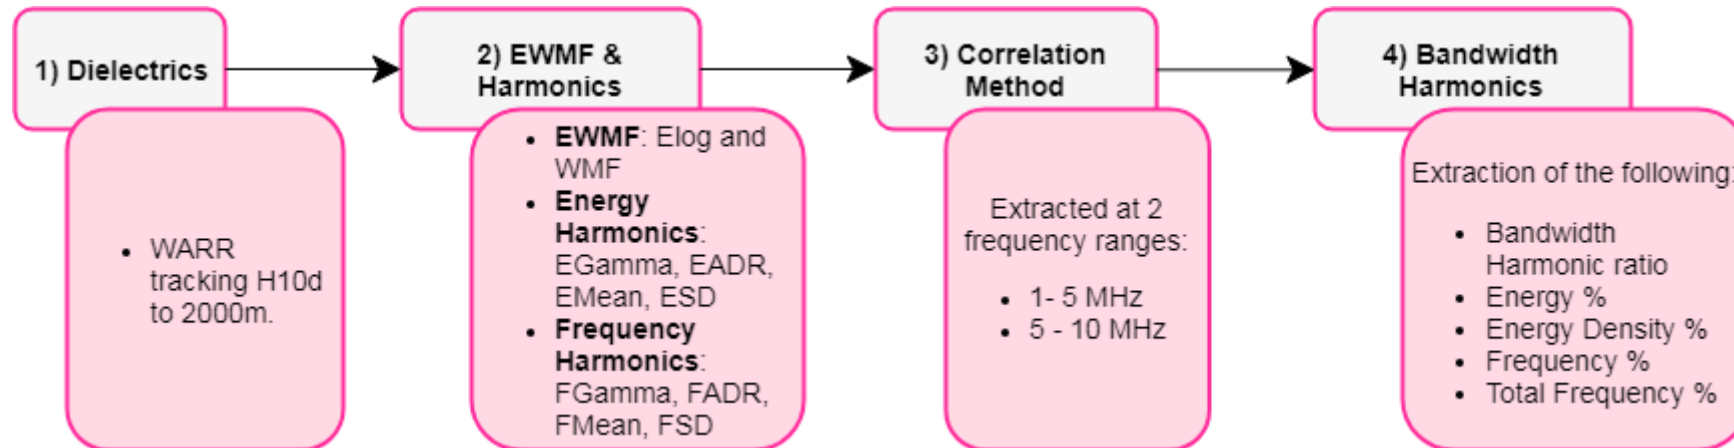 1) Dielectrics
• WARR
tracking H10d
to 2000m.
2) EWMF &
Harmonics
• EWMF: Elog and
WMF
• Energy
Harmonics:
EGamma, EADR,
EMean, ESD
• Frequency
Harmonics:
FGamma, FADR,
FMean, FSD
3) Correlation
Method
Extracted at 2
frequency ranges:
• 1- 5 MHz
• 5 - 10 MHz
4) Bandwidth
Harmonics
Extraction of the following:
• Bandwidth
Harmonic ratio
• Energy %
• Energy Density %
• Frequency %
• Total Frequency %